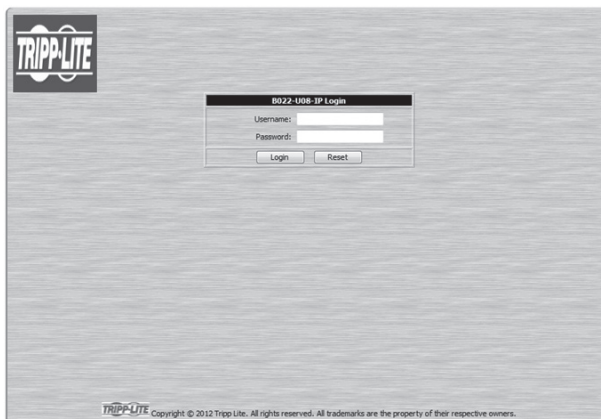 TRIPP·LITE
B022-U08-IP Login
Username:
Password:
Login Reset
TRIPP·LITE Copyright © 2012 Tripp Lite. All rights reserved. All trademarks are the property of their respective owners.